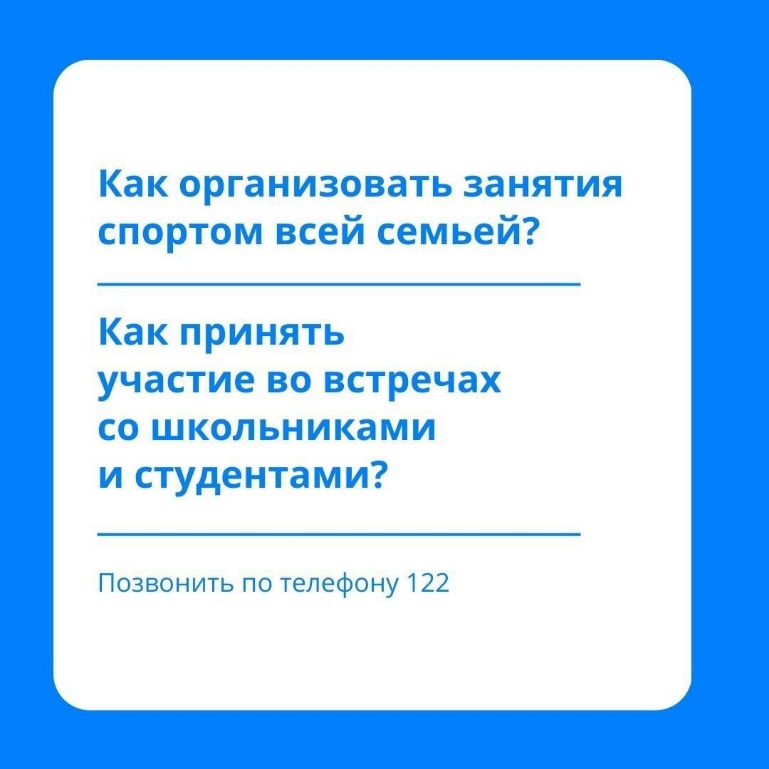 Как организовать занятия
спортом всей семьей?
Как принять
участие во встречах
со школьниками
и студентами?
Позвонить по телефону 122